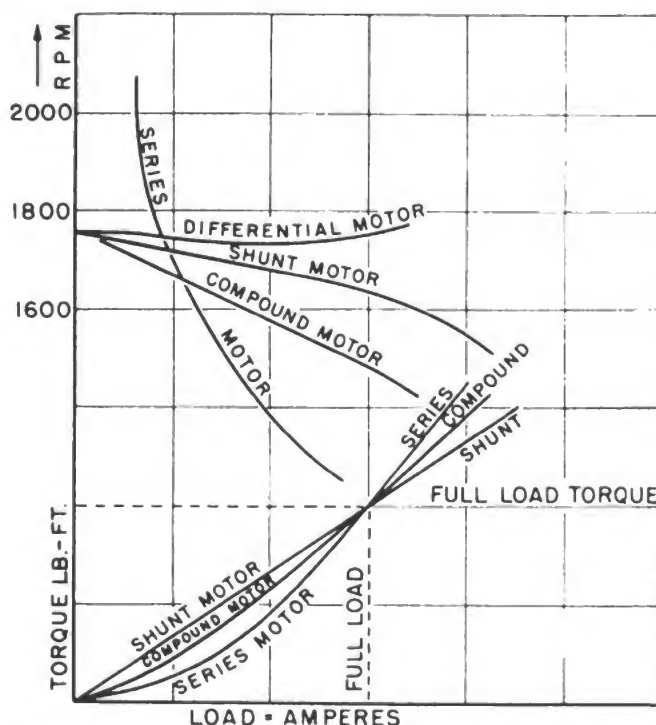 RPM
2000
SERIES
1800
DIFFERENTIAL MOTOR
SHUNT MOTOR
1600
COMPOUND MOTOR
MOTOR
SERIES
COMPOUND
SHUNT
FULL LOAD TORQUE
TORQUE LB.-FT.
SHUNT MOTOR
COMPOUND MOTOR
SERIES MOTOR
FULL LOAD
LOAD = AMPERES